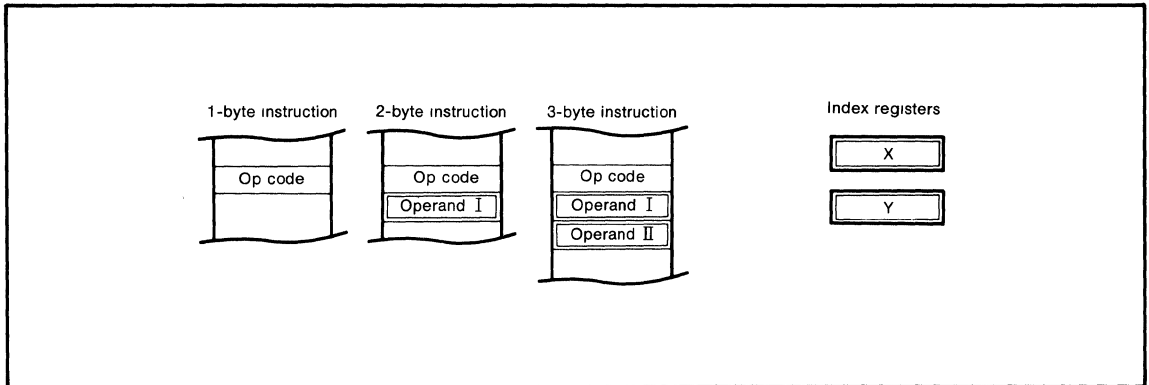 1-byte instruction
2-byte instruction
3-byte instruction
Index registers
Op code
Op code
Operand I
Op code
Operand I
Operand II
X
Y